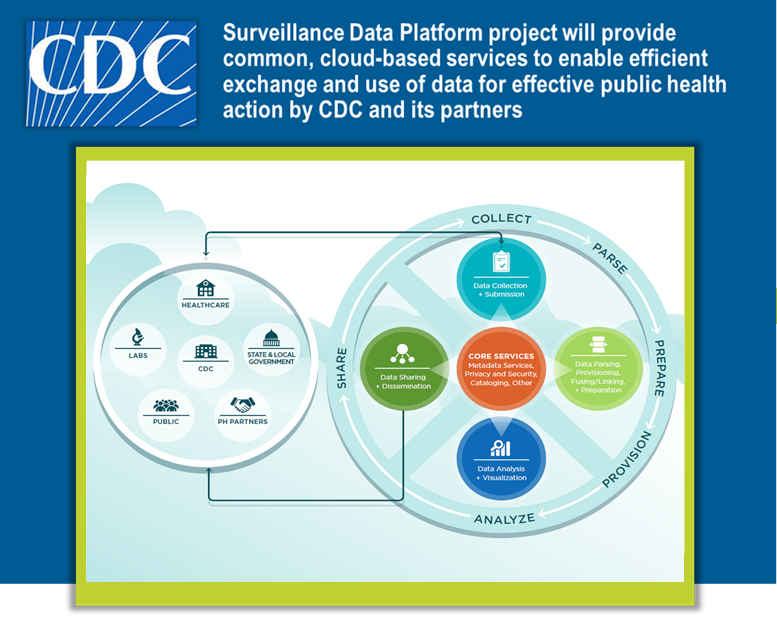 CDC
Surveillance Data Platform project will provide
common, cloud-based services to enable efficient
exchange and use of data for effective public health
action by CDC and its partners
COLLECT
PARSE
PREPARE
PROVISION
ANALYZE
SHARE
HEALTHCARE
LABS
CDC
STATE & LOCAL
GOVERNMENT
PUBLIC
PH PARTNERS
Data Collection
+ Submission
Data Sharing
+ Dissemination
CORE SERVICES
Metadata Services,
Privacy and Security,
Cataloging, Other
Data Parsing,
Provisioning,
Fusing/Linking,
+ Preparation
Data Analysis
+ Visualization